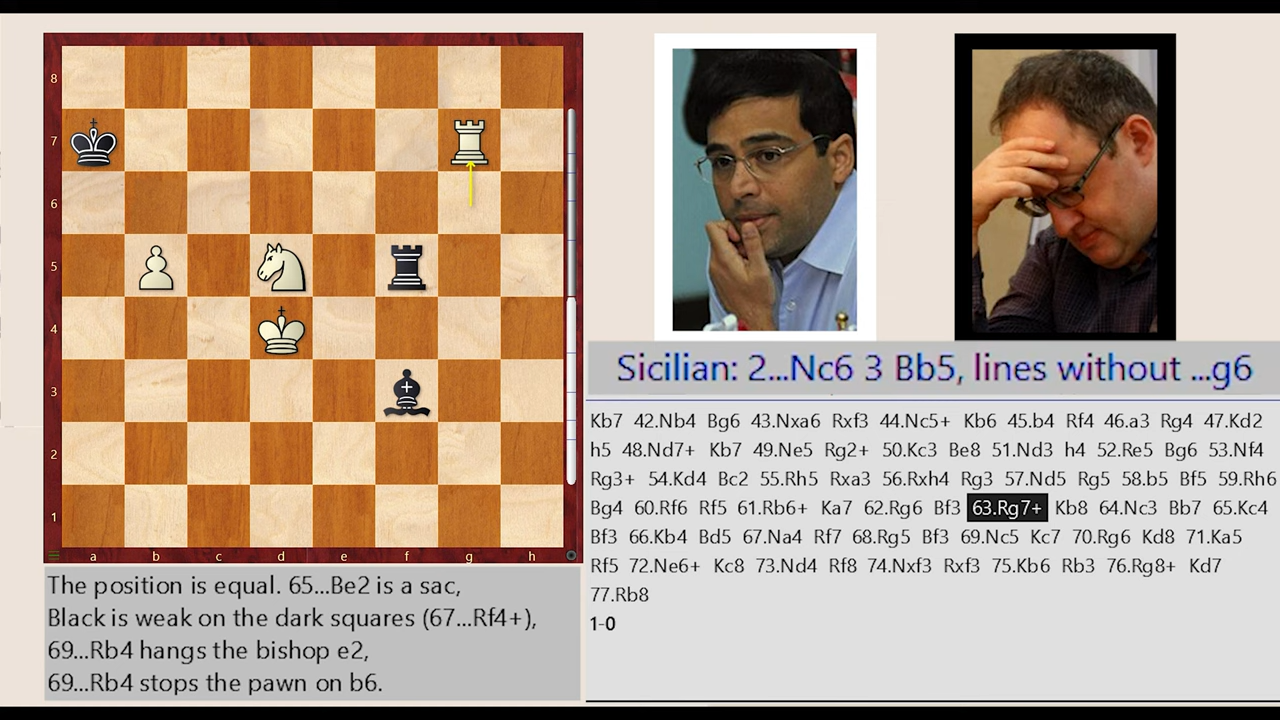 8
7
6
5
4
3
2
1
a b c d e f g h
Sicilian: 2...Nc6 3 Bb5, lines without ...g6
Kb7 42.Nb4 Bg6 43.Nxa6 Rxf3 44.Nc5+ Kb6 45.b4 Rf4 46.a3 Rg4 47.Kd2
h5 48.Nd7+ Kb7 49.Ne5 Rg2+ 50.Kc3 Be8 51.Nd3 h4 52.Re5 Bg6 53.Nf4
Rg3+ 54.Kd4 Bc2 55.Rh5 Rxa3 56.Rxh4 Rg3 57.Nd5 Rg5 58.b5 Bf5 59.Rh6
Bg4 60.Rf6 Rf5 61.Rb6+ Ka7 62.Rg6 Bf3 63.Rg7+ Kb8 64.Nc3 Bb7 65.Kc4
Bf3 66.Kb4 Bd5 67.Na4 Rf7 68.Rg5 Bf3 69.Nc5 Kc7 70.Rg6 Kd8 71.Ka5
Rf5 72.Ne6+ Kc8 73.Nd4 Rf8 74.Nxf3 Rxf3 75.Kb6 Rb3 76.Rg8+ Kd7
77.Rb8
1-0
The position is equal. 65...Be2 is a sac,
Black is weak on the dark squares (67...Rf4+),
69...Rb4 hangs the bishop e2,
69...Rb4 stops the pawn on b6.